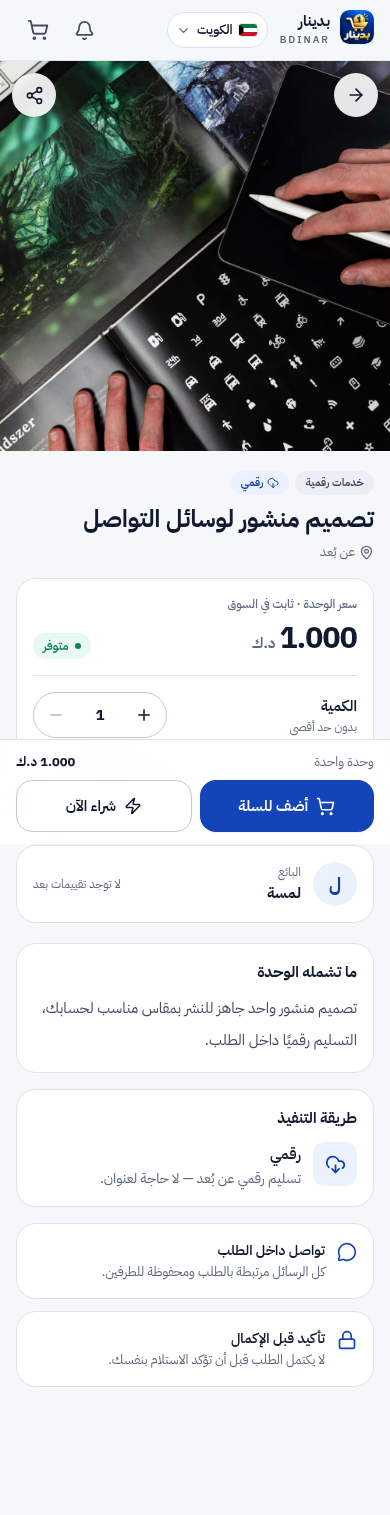 بدينار
BDINAR
بدينار
الكويت
dszer
خدمات رقمية
رقمي
تصميم منشور لوسائل التواصل
عن بُعد
سعر الوحدة · ثابت في السوق
1.000 د.ك
متوفر
الكمية
بدون حد أقصى
1
وحدة واحدة
1.000 د.ك
أضف للسلة
شراء الآن
ل
البائع
لمسة
لا توجد تقييمات بعد
ما تشمله الوحدة
تصميم منشور واحد جاهز للنشر بمقاس مناسب لحسابك،
التسليم رقميًا داخل الطلب.
طريقة التنفيذ
رقمي
تسليم رقمي عن بُعد — لا حاجة لعنوان.
تواصل داخل الطلب
كل الرسائل مرتبطة بالطلب ومحفوظة للطرفين.
تأكيد قبل الإكمال
لا يكتمل الطلب قبل أن تؤكد الاستلام بنفسك.